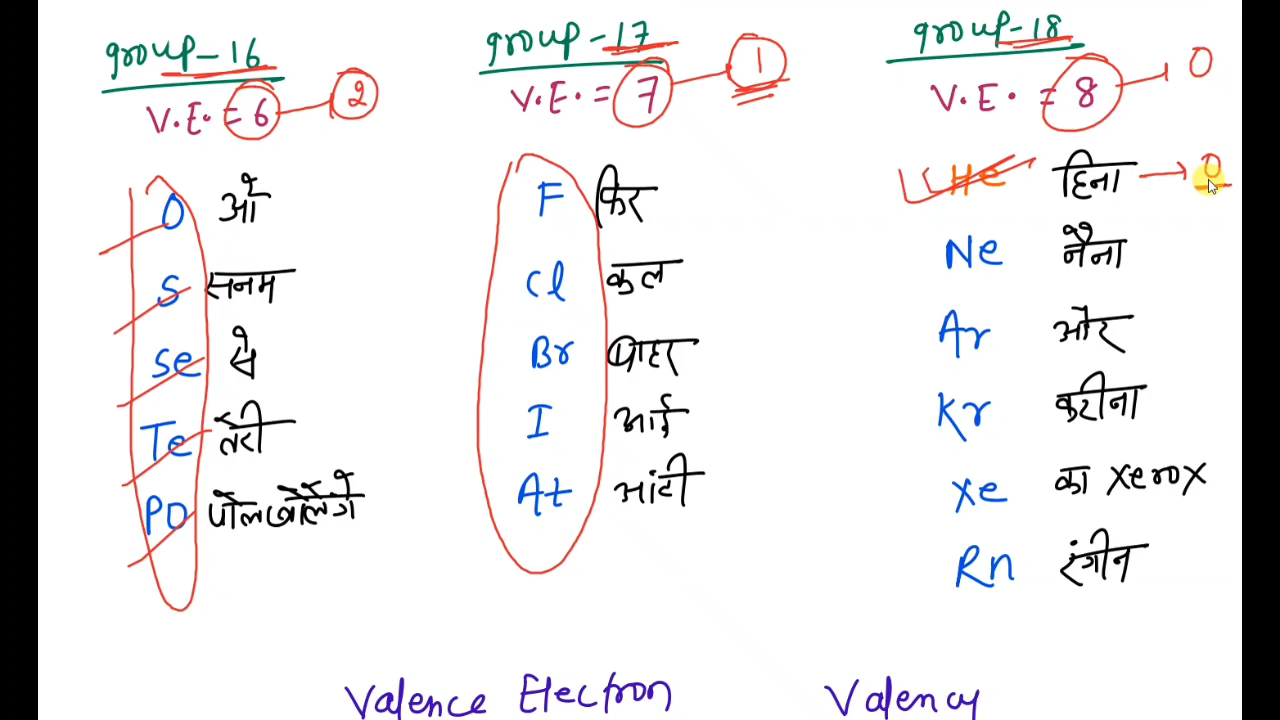 group-16
V.E. = 6 → 2
O ओ
S सनम
Se से
Te तेरी
PO पोल खोलेंगे
group-17
V.E. = 7 → 1
F फिर
Cl कल
Br बाहर
I आई
At आंटी
group-18
V.E. = 8 → 0
He हिना → 0
Ne नैना
Ar और
Kr करीना
Xe का Xerox
Rn रंगीन
Valence Electron
Valency